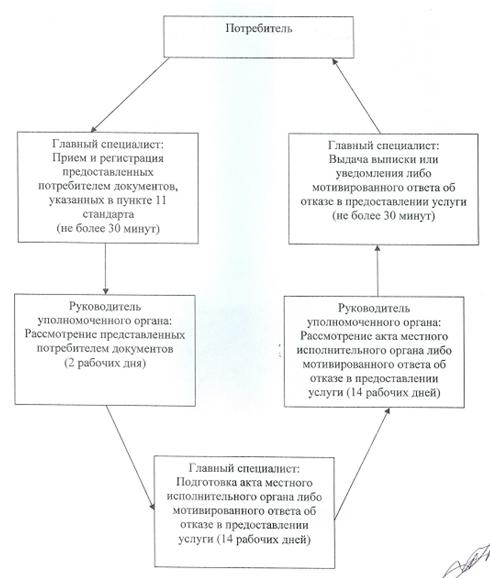 Потребитель
Главный специалист:
Прием и регистрация
предоставленных
потребителем документов,
указанных в пункте 11
стандарта
(не более 30 минут)
Руководитель
уполномоченного органа:
Рассмотрение представленных
потребителем документов
(2 рабочих дня)
Главный специалист:
Подготовка акта местного
исполнительного органа либо
мотивированного ответа об
отказе в предоставлении
услуги (14 рабочих дней)
Руководитель
уполномоченного органа:
Рассмотрение акта местного
исполнительного органа либо
мотивированного ответа об
отказе в предоставлении
услуги (14 рабочих дней)
Главный специалист:
Выдача выписки или
уведомления либо
мотивированного ответа об
отказе в предоставлении услуги
(не более 30 минут)